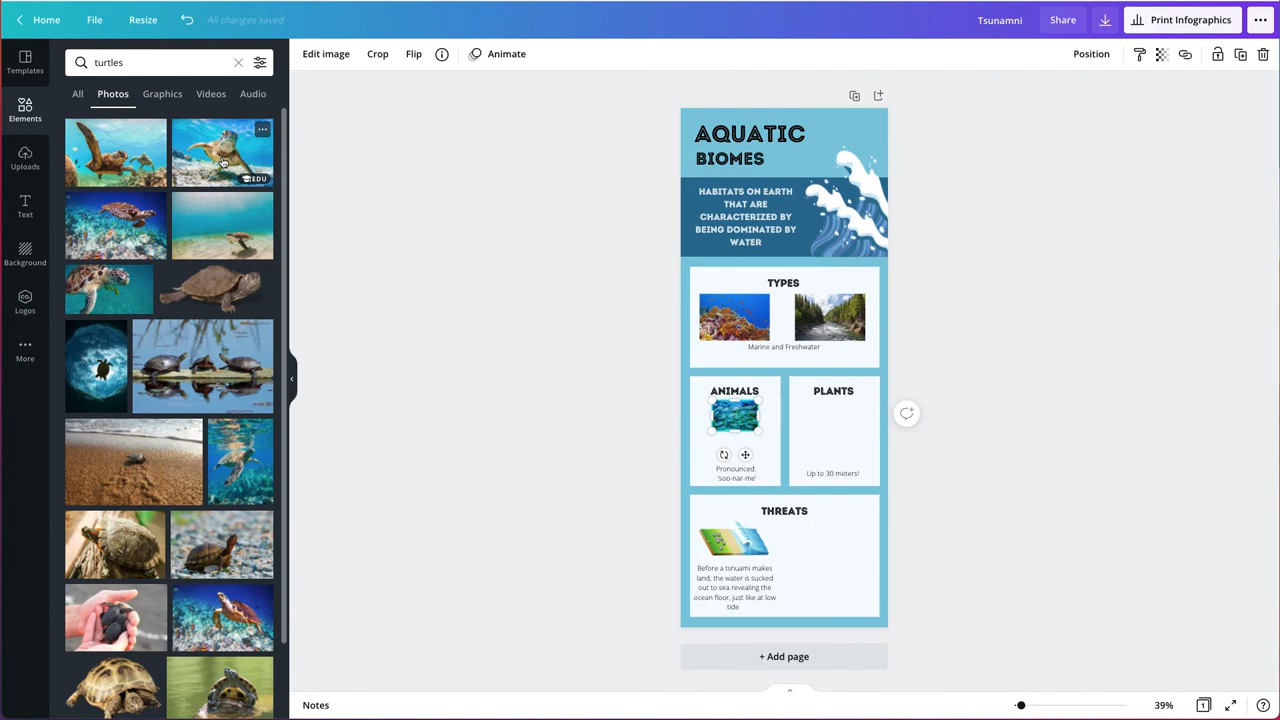 Home
File
Resize
All changes saved
Tsunamni
Share
Print Infographics
Templates
Elements
Uploads
Text
Background
CO.
Logos
More
turtles
All
Photos
Graphics
Videos
Audio
EDU
Edit image
Crop
Flip
Animate
Position
AQUATIC
BIOMES
HABITATS ON EARTH
THAT ARE
CHARACTERIZED BY
BEING DOMINATED BY
WATER
TYPES
Marine and Freshwater
ANIMALS
Pronounced:
'soo-nar-me'
PLANTS
Up to 30 meters!
THREATS
Before a tsnuami makes
land, the water is sucked
out to sea revealing the
ocean floor, just like at low
tide.
+ Add page
Notes
39%
1